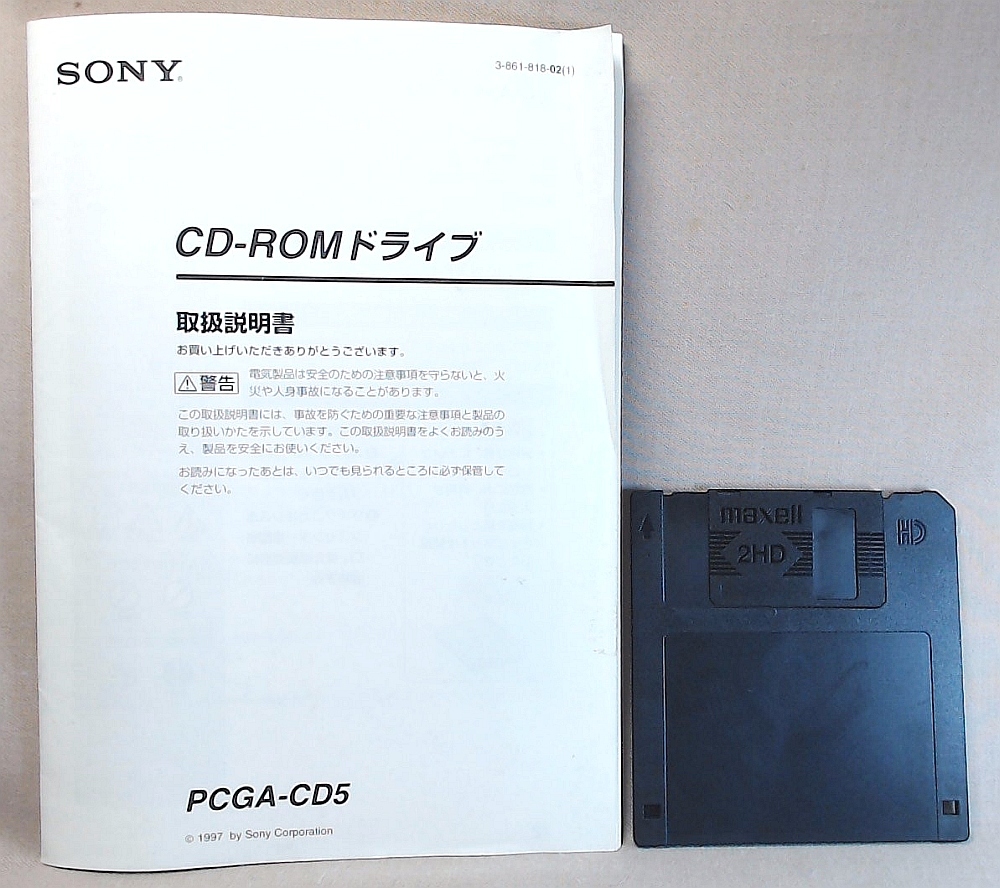 SONY®
3-861-818-02(1)
CD-ROMドライブ
取扱説明書
お買い上げいただきありがとうございます。
警告
電気製品は安全のための注意事項を守らないと、火
災や人身事故になることがあります。
この取扱説明書には、事故を防ぐための重要な注意事項と製品の
取り扱いかたを示しています。この取扱説明書をよくお読みのう
え、製品を安全にお使いください。
お読みになったあとは、いつでも見られるところに必ず保管して
ください。
PCGA-CD5
© 1997 by Sony Corporation
maxell
2HD
HD